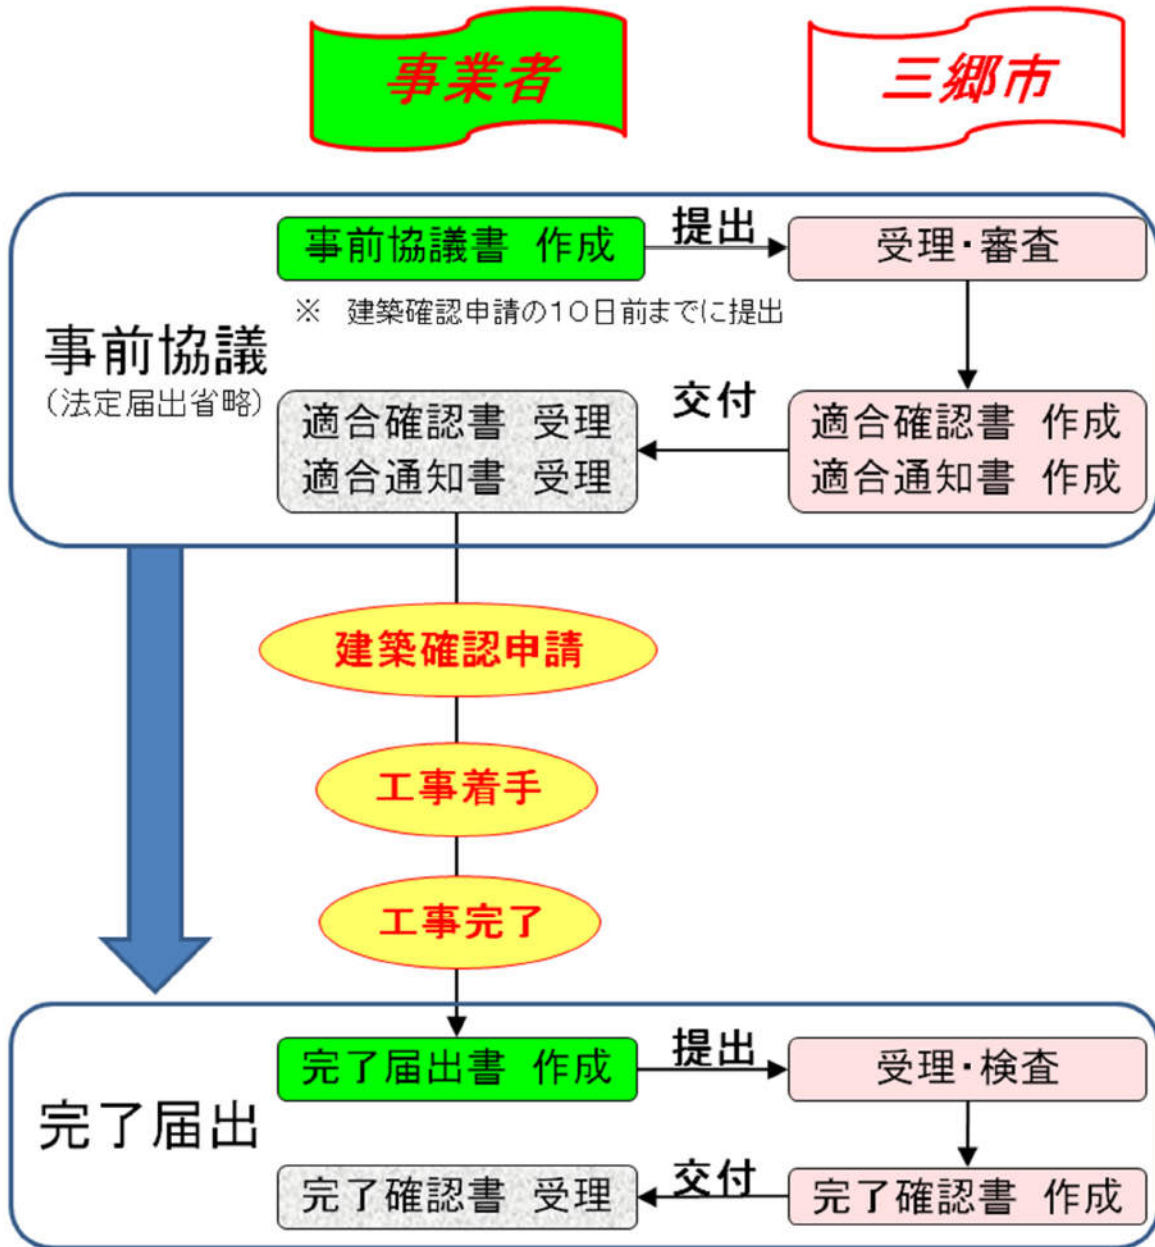 事業者
三郷市
事前協議書 作成
提出
受理・審査
※ 建築確認申請の10日前までに提出
事前協議
(法定届出省略)
交付
適合確認書 受理
適合通知書 受理
適合確認書 作成
適合通知書 作成
建築確認申請
工事着手
工事完了
完了届出書 作成
提出
受理・検査
完了届出
完了確認書 受理
交付
完了確認書 作成